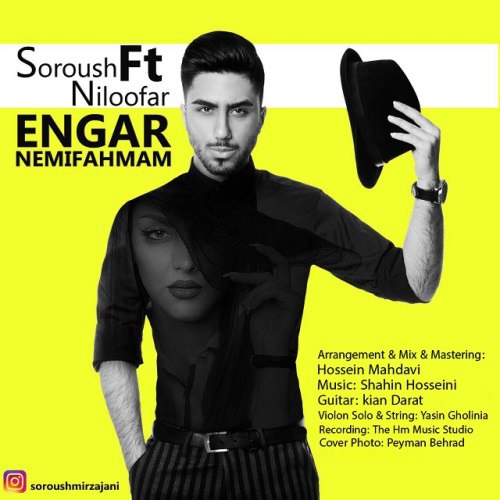 Soroush Ft
Niloofar
ENGAR
NEMIFAHMAM
Arrangement & Mix & Mastering:
Hossein Mahdavi
Music: Shahin Hosseini
Guitar: kian Darat
Violon Solo & String: Yasin Gholinia
Recording: The Hm Music Studio
Cover Photo: Peyman Behrad
soroushmirzajani